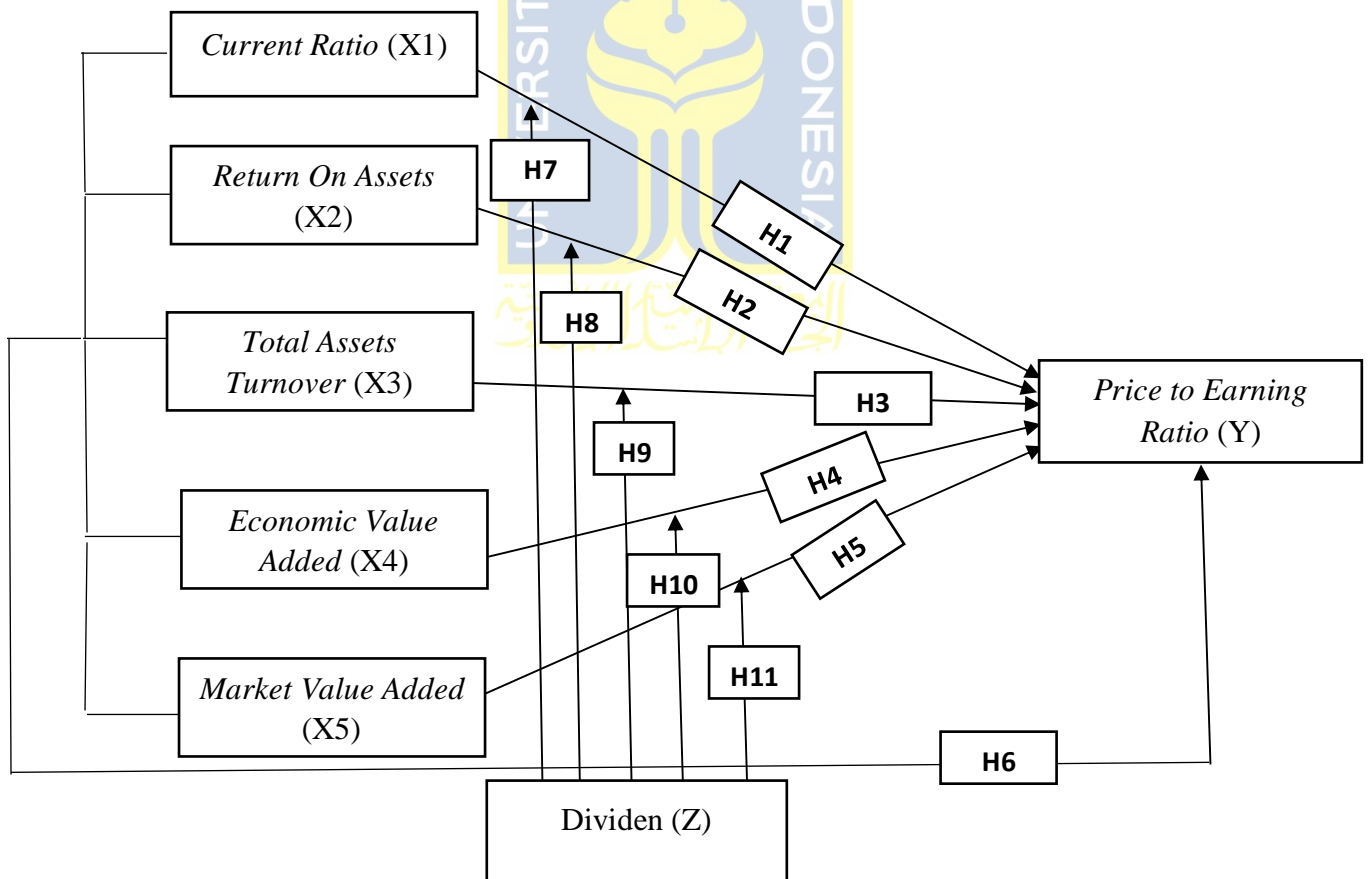 Current Ratio (X1)
Return On Assets
(X2)
Total Assets
Turnover (X3)
Economic Value
Added (X4)
Market Value Added
(X5)
Dividen (Z)
Price to Earning
Ratio (Y)
H7
H8
H9
H10
H11
H1
H2
H3
H4
H5
H6
DONESIA